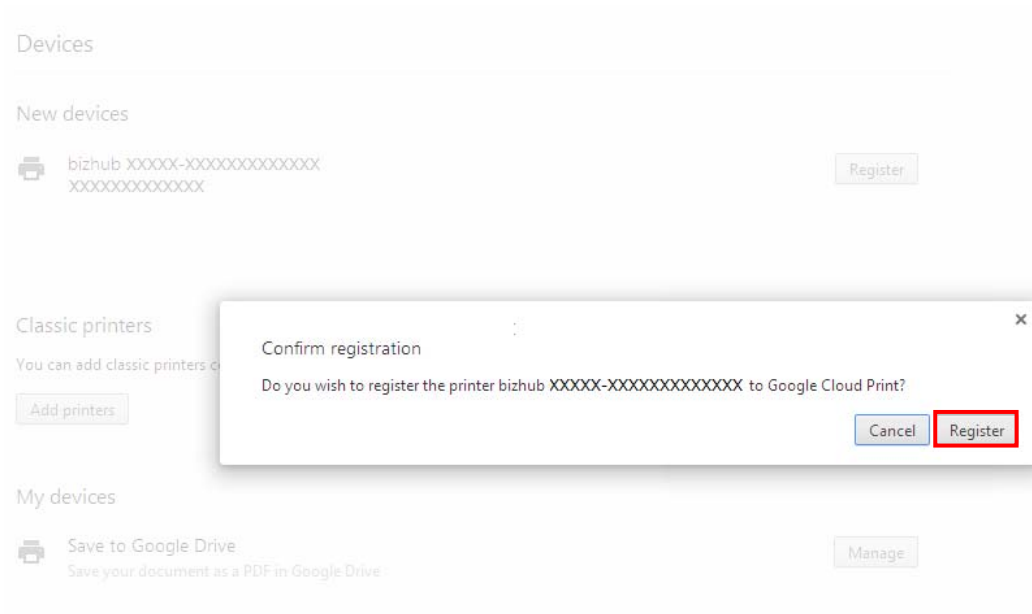 Devices
New devices
bizhub XXXXX-XXXXXXXXXXXXX
XXXXXXXXXXXXX
Register
Classic printers
You can add classic printers c
Add printers
×
Confirm registration
Do you wish to register the printer bizhub XXXXX-XXXXXXXXXXXXX to Google Cloud Print?
Cancel Register
My devices
Save to Google Drive
Save your document as a PDF in Google Drive
Manage